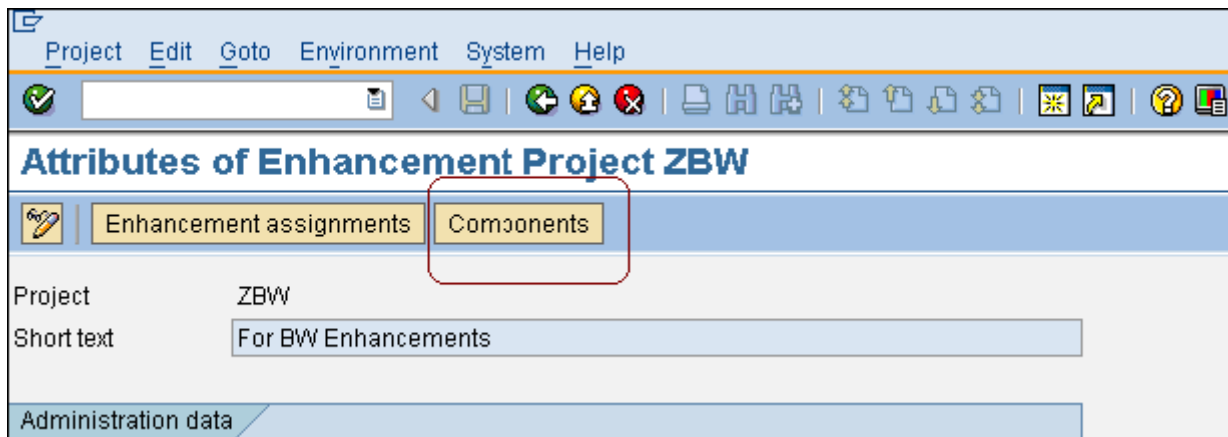 Project Edit Goto Environment System Help
Attributes of Enhancement Project ZBW
Enhancement assignments Components
Project ZBW
Short text For BW Enhancements
Administration data